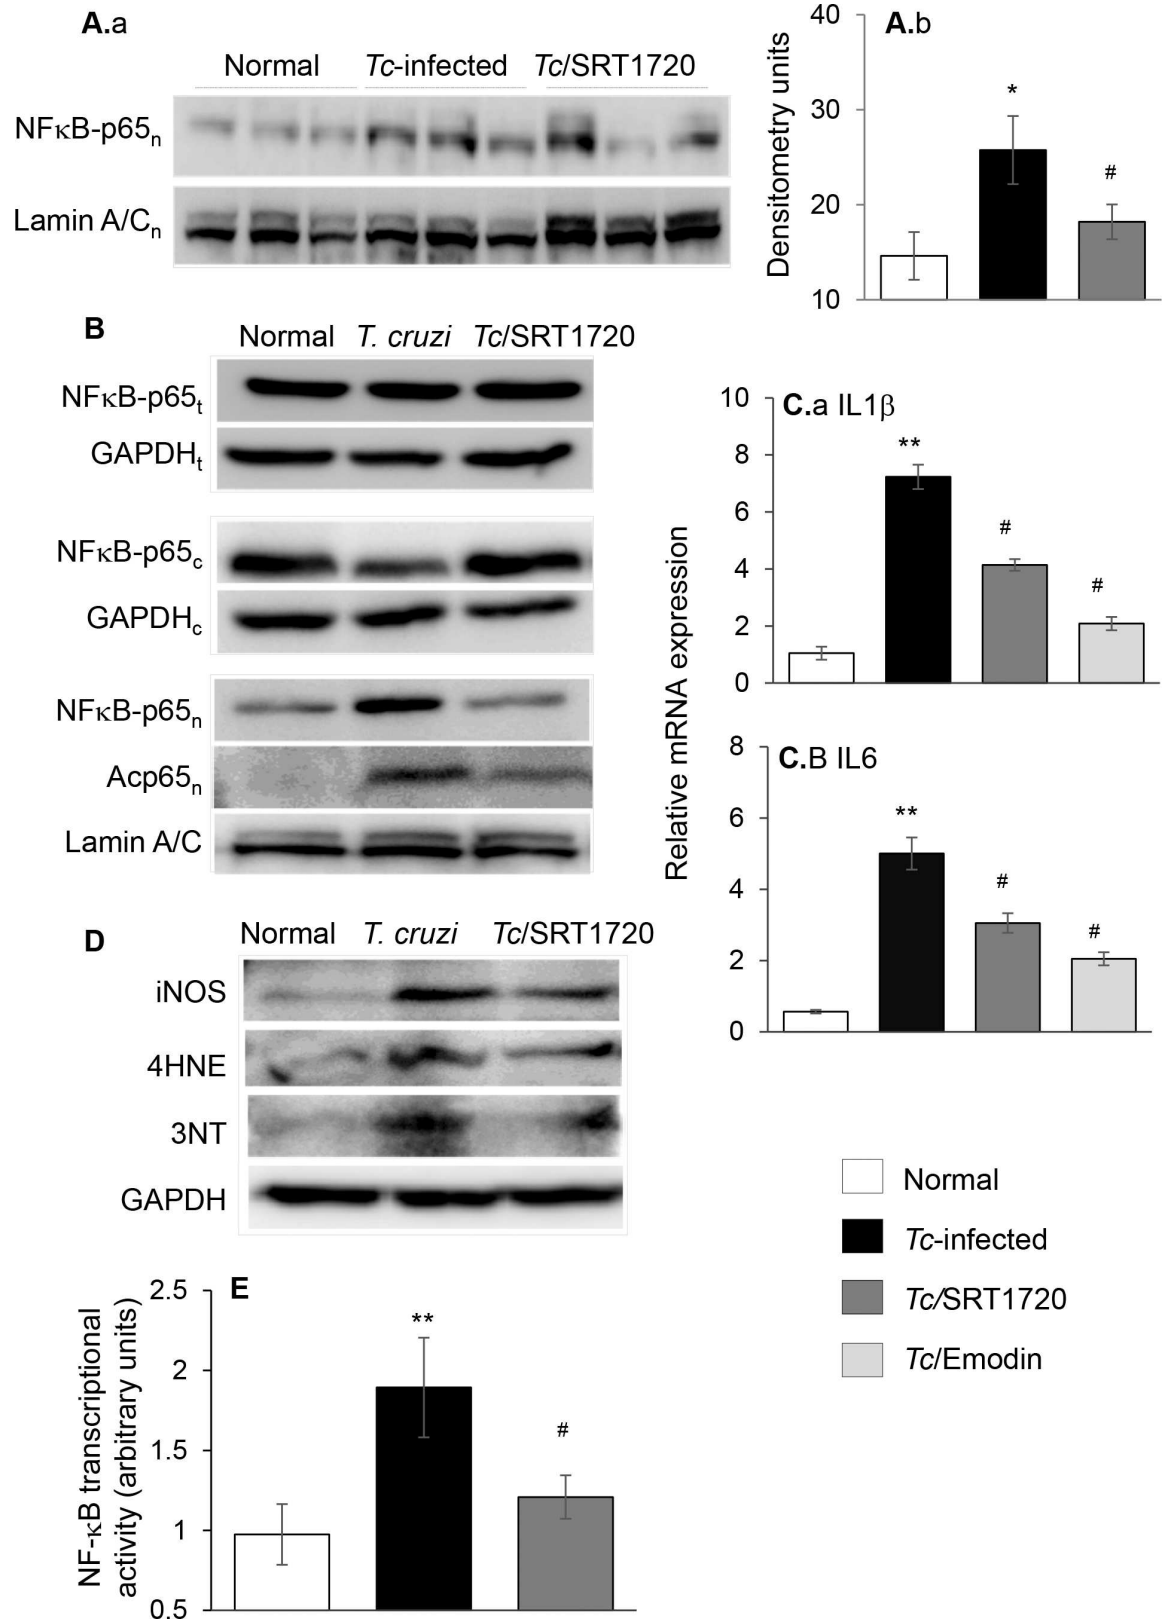 A.a
Normal Tc-infected Tc/SRT1720
NFκB-p65n
Lamin A/Cn
A.b
Densitometry units
40
30
20
10
*
#
B
Normal T. cruzi Tc/SRT1720
NFκB-p65t
GAPDHt
NFκB-p65c
GAPDHc
NFκB-p65n
Acp65n
Lamin A/C
Relative mRNA expression
C.a IL1β
10
8
6
4
2
0
**
#
#
C.B IL6
8
6
4
2
0
**
#
#
D
Normal T. cruzi Tc/SRT1720
iNOS
4HNE
3NT
GAPDH
Normal
Tc-infected
Tc/SRT1720
Tc/Emodin
E
NF-κB transcriptional
activity (arbitrary units)
2.5
2
1.5
1
0.5
**
#